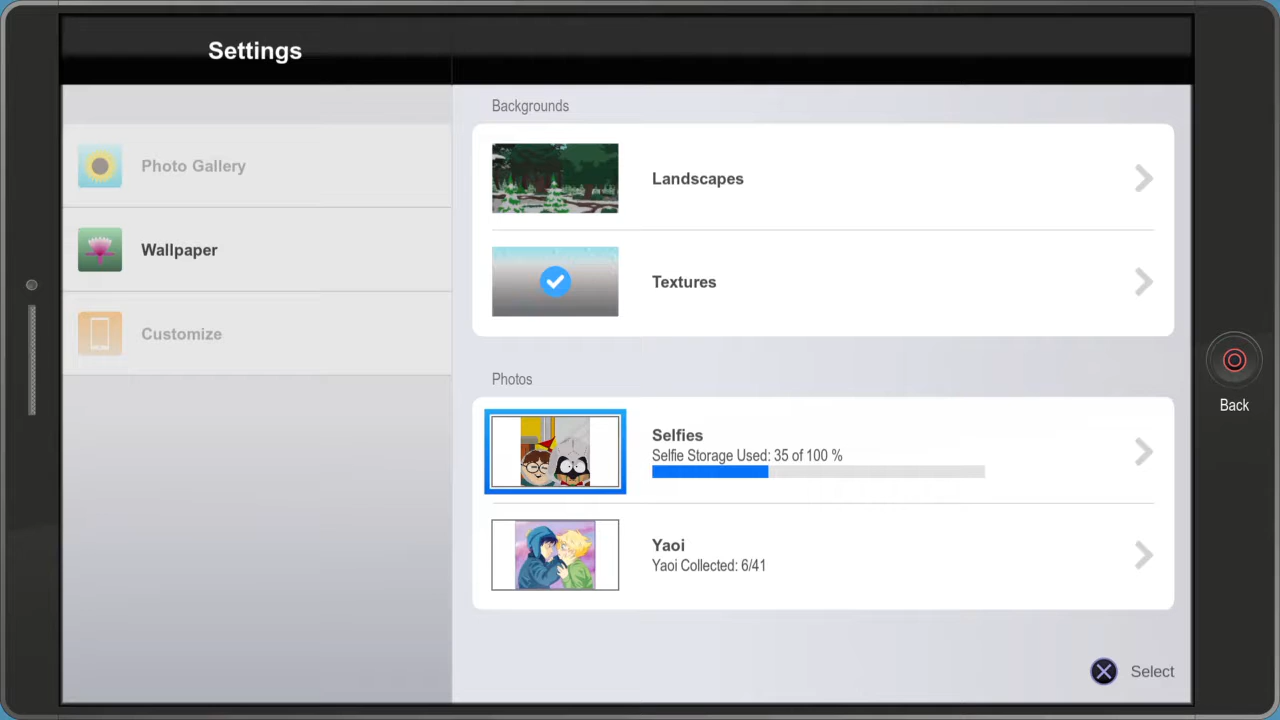 Settings
Photo Gallery
Wallpaper
Customize
Backgrounds
Landscapes
Textures
Photos
Selfies
Selfie Storage Used: 35 of 100 %
Yaoi
Yaoi Collected: 6/41
Back
Select